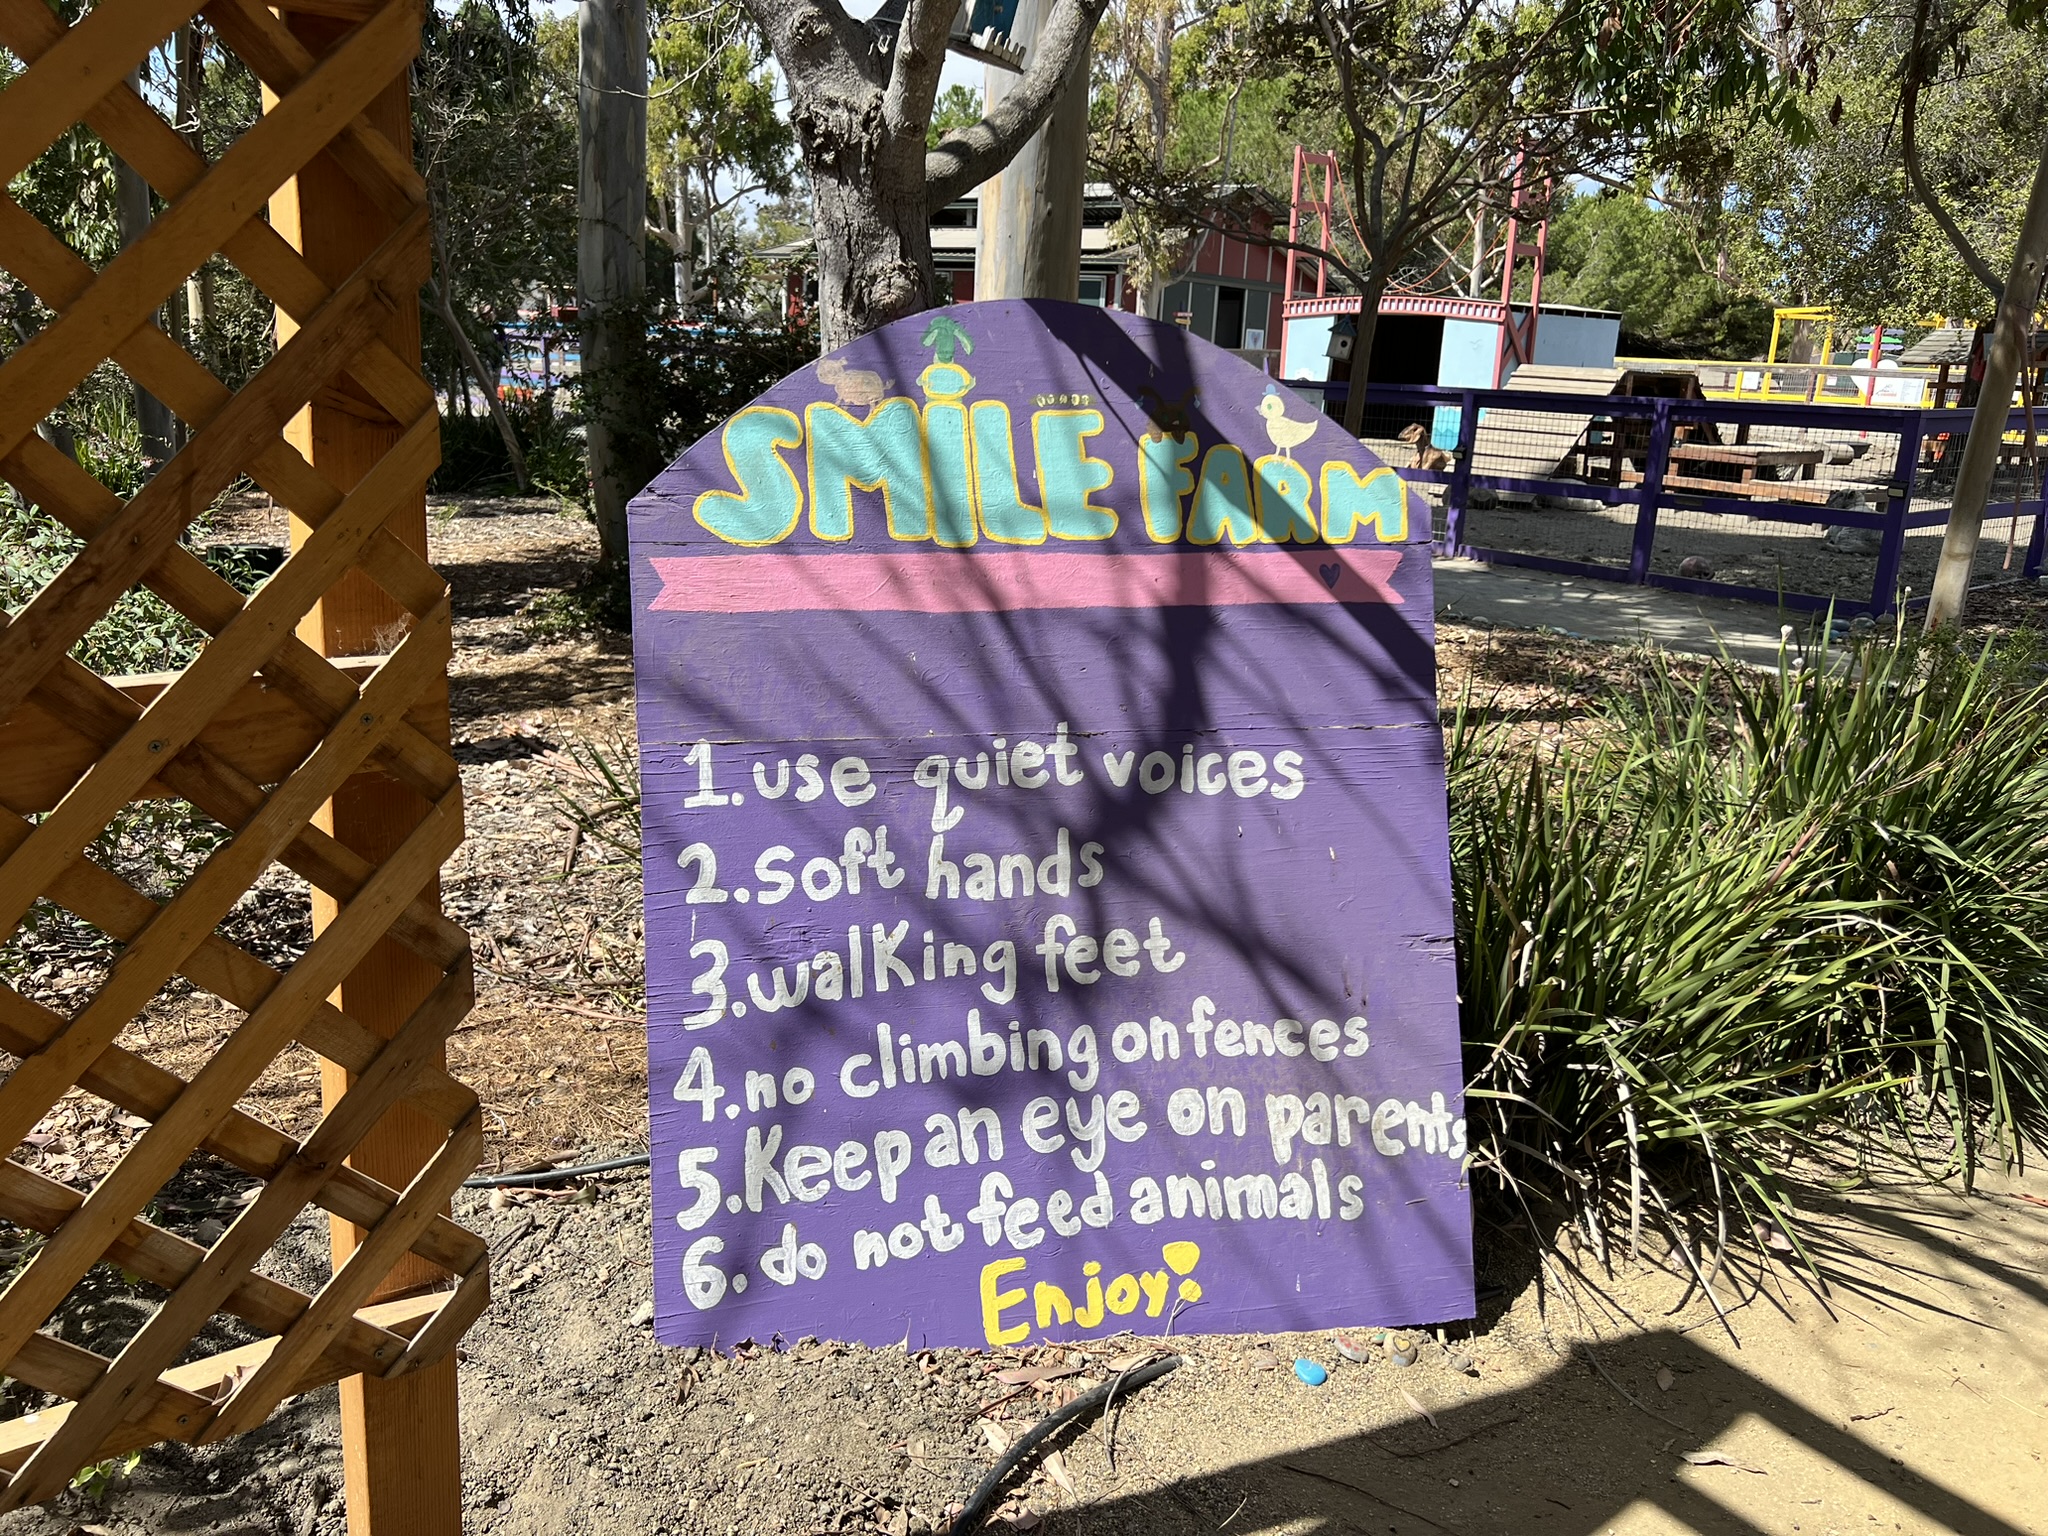 SMiLE FARM
1. use quiet voices
2. Soft hands
3. walking feet
4. no climbing on fences
5. Keep an eye on parents
6. do not feed animals
Enjoy!